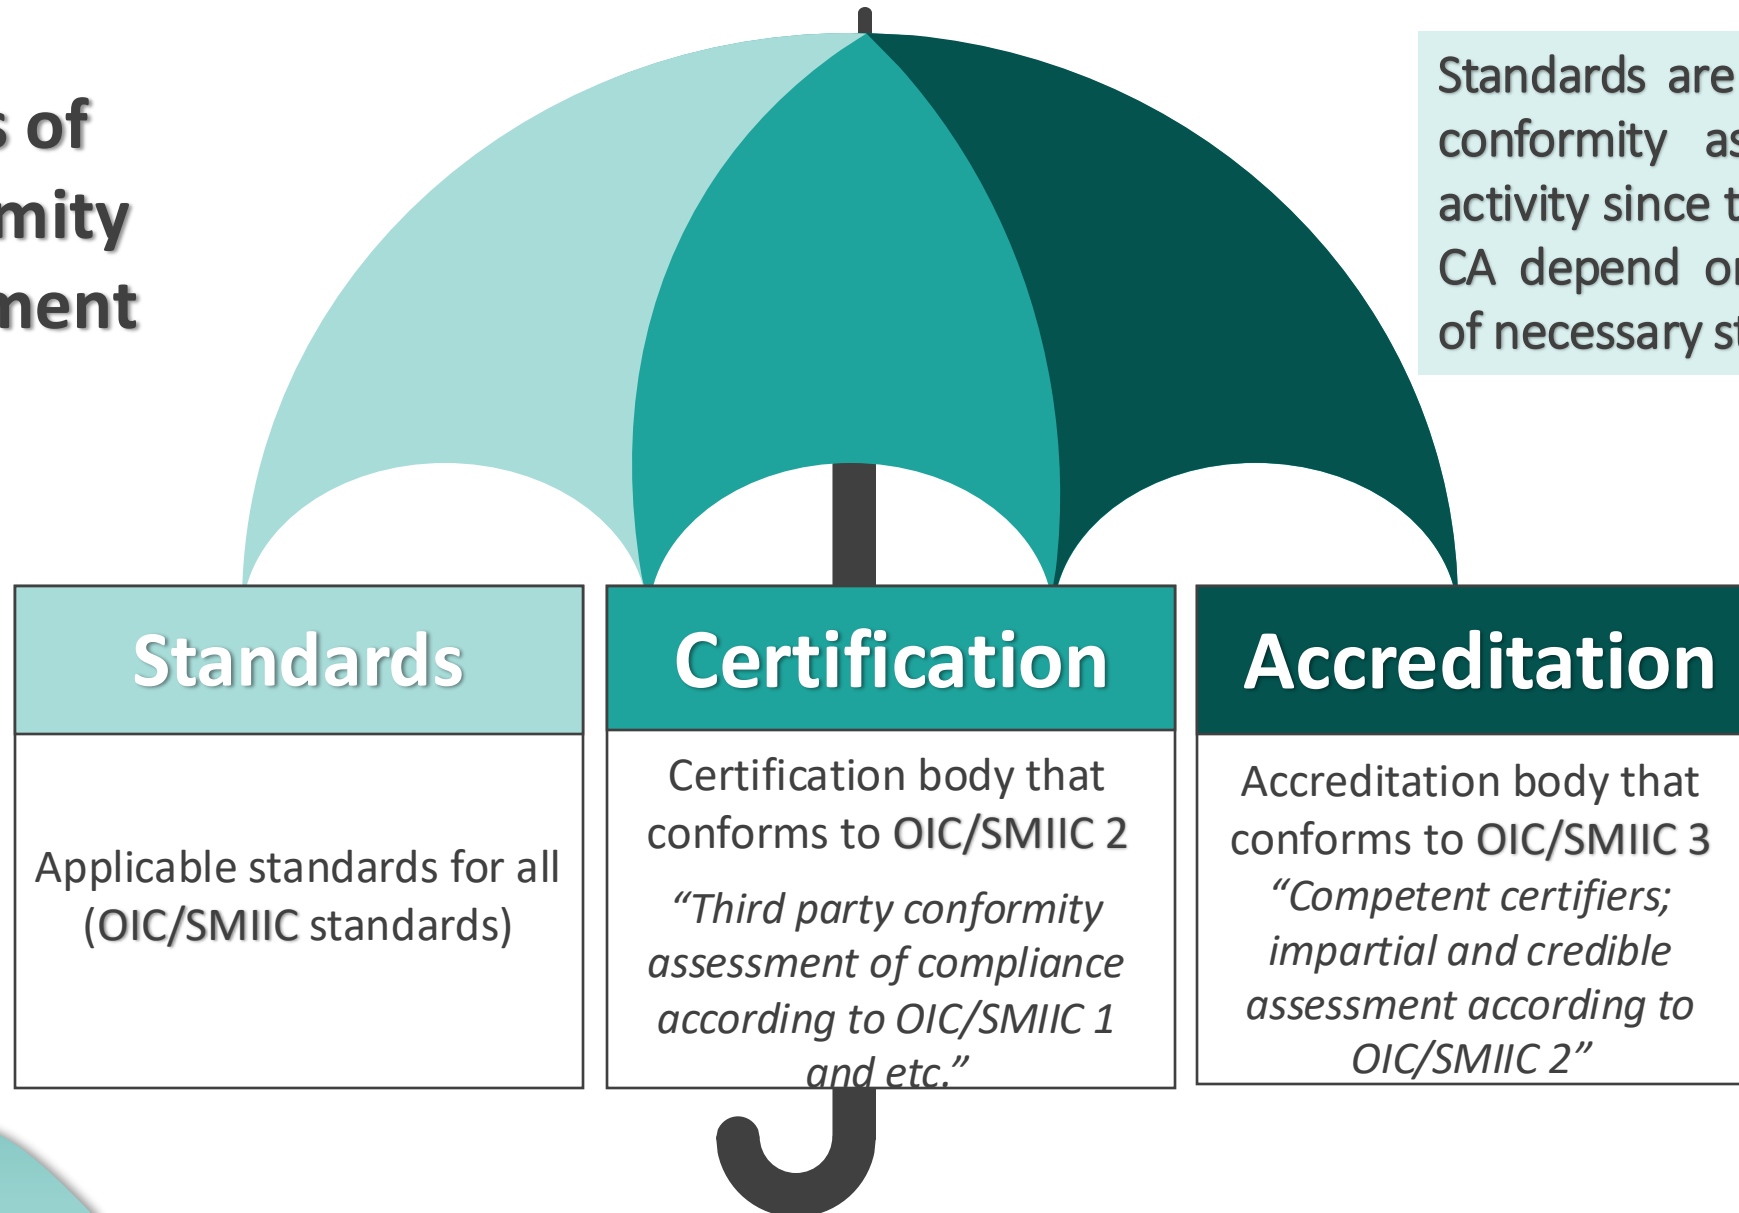 s of
mity
ment
Standards are
conformity as
activity since t
CA depend or
of necessary st
Standards
Applicable standards for all
(OIC/SMIIC standards)
Certification
Certification body that
conforms to OIC/SMIIC 2
“Third party conformity
assessment of compliance
according to OIC/SMIIC 1
and etc.”
Accreditation
Accreditation body that
conforms to OIC/SMIIC 3
“Competent certifiers;
impartial and credible
assessment according to
OIC/SMIIC 2”